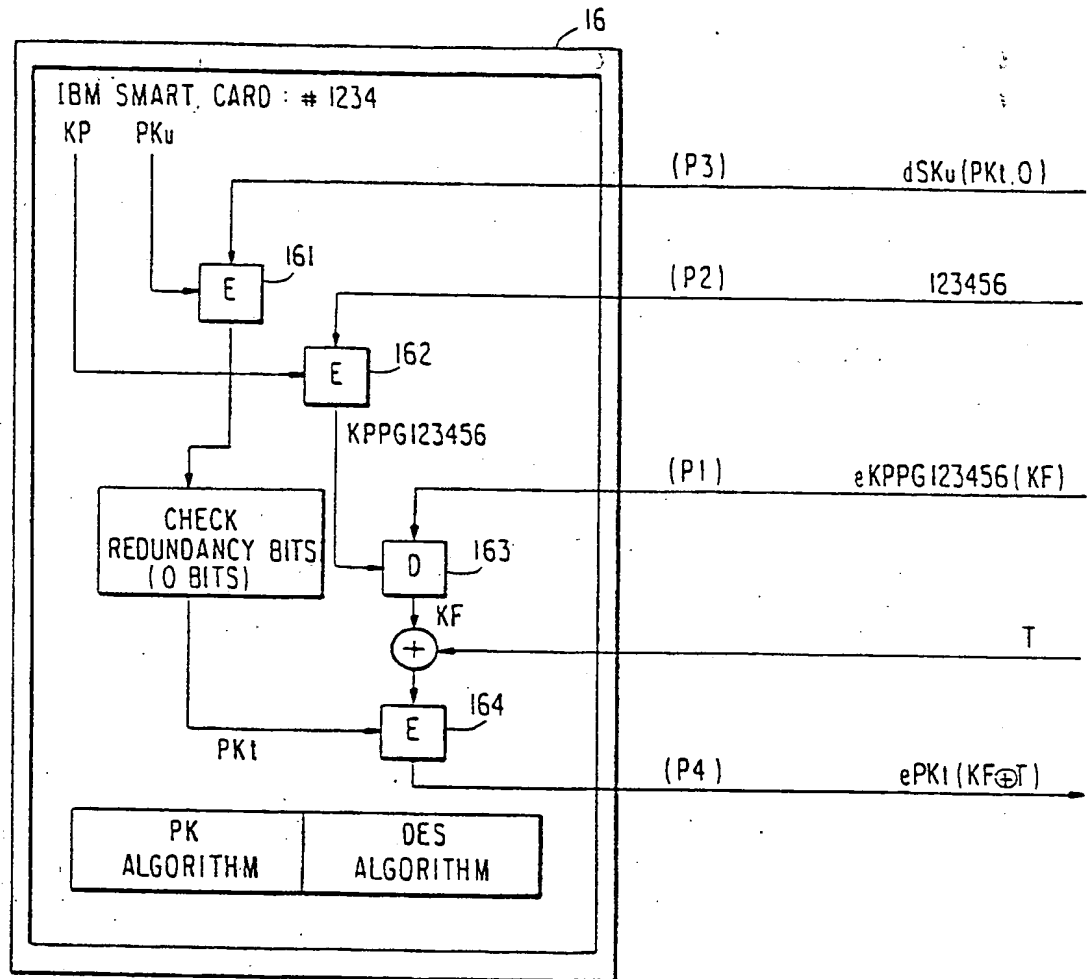 16
IBM SMART CARD : # 1234
KP PKu
(P3) dSKu(PKt,0)
161
E
(P2) 123456
162
E
KPPG123456
(P1) eKPPG123456(KF)
CHECK
REDUNDANCY BITS
(0 BITS)
D
163
KF
+
T
164
E
PKt
(P4) ePKt(KF⊕T)
PK
ALGORITHM
DES
ALGORITHM